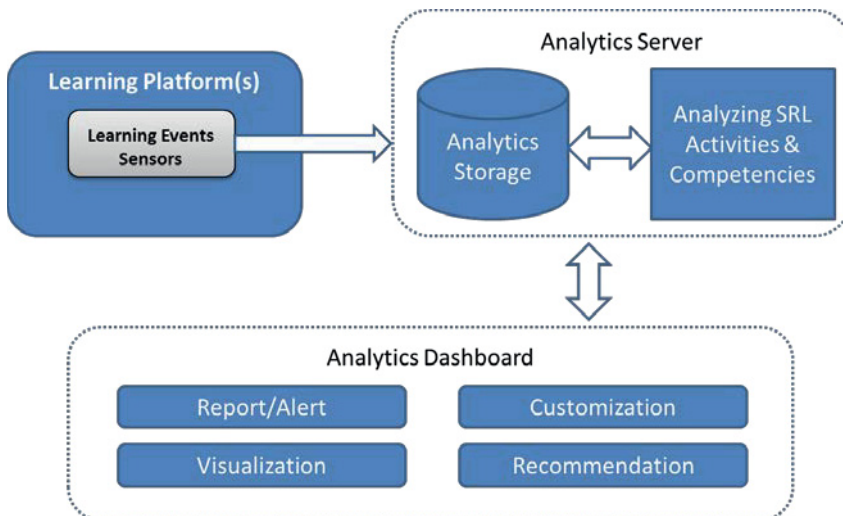 Learning Platform(s)
Learning Events
Sensors
Analytics Server
Analytics
Storage
Analyzing SRL
Activities &
Competencies
Analytics Dashboard
Report/Alert
Customization
Visualization
Recommendation